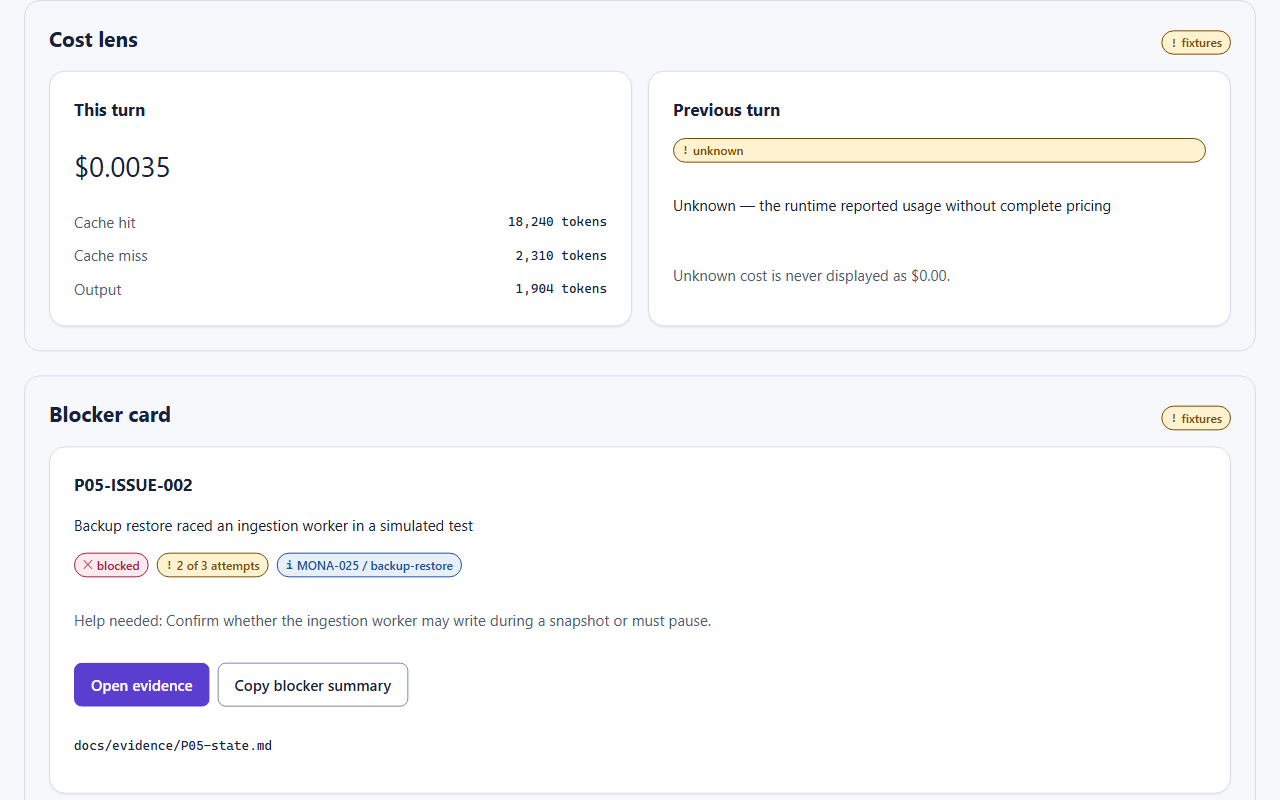 Cost lens
! fixtures
This turn
$0.0035
Cache hit 18,240 tokens
Cache miss 2,310 tokens
Output 1,904 tokens
Previous turn
! unknown
Unknown — the runtime reported usage without complete pricing
Unknown cost is never displayed as $0.00.
Blocker card
! fixtures
P05-ISSUE-002
Backup restore raced an ingestion worker in a simulated test
✕ blocked ! 2 of 3 attempts i MONA-025 / backup-restore
Help needed: Confirm whether the ingestion worker may write during a snapshot or must pause.
Open evidence Copy blocker summary
docs/evidence/P05-state.md